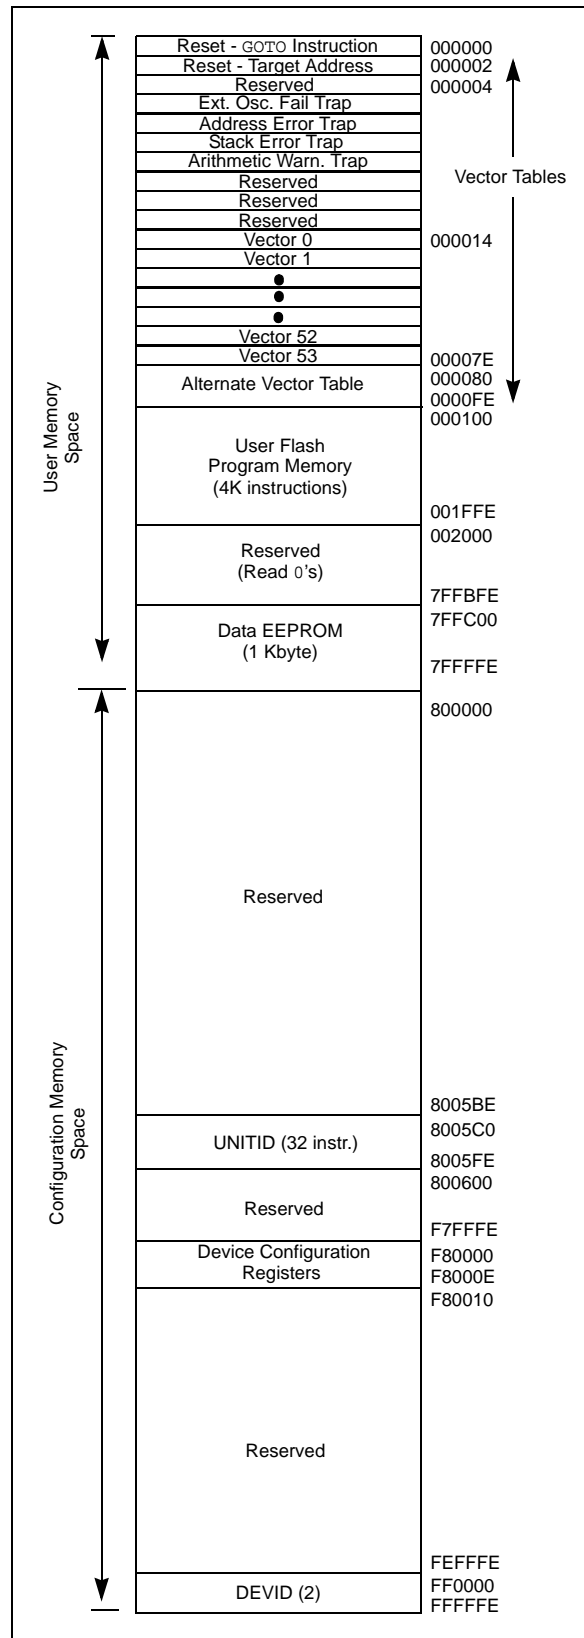 Reset - GOTO Instruction 000000
Reset - Target Address 000002
Reserved 000004
Ext. Osc. Fail Trap
Address Error Trap
Stack Error Trap
Arithmetic Warn. Trap
Reserved
Vector Tables
Reserved
Reserved
Vector 0 000014
Vector 1
Vector 52
Vector 53 00007E
000080
Alternate Vector Table
0000FE
000100
User Memory
Space
User Flash
Program Memory
(4K instructions)
001FFE
002000
Reserved
(Read 0's)
7FFBFE
7FFC00
Data EEPROM
(1 Kbyte)
7FFFFE
800000
Reserved
Configuration Memory
Space
8005BE
8005C0
UNITID (32 instr.)
8005FE
800600
Reserved
F7FFFE
Device Configuration
Registers
F80000
F8000E
F80010
Reserved
FEFFFE
FF0000
DEVID (2)
FFFFFE